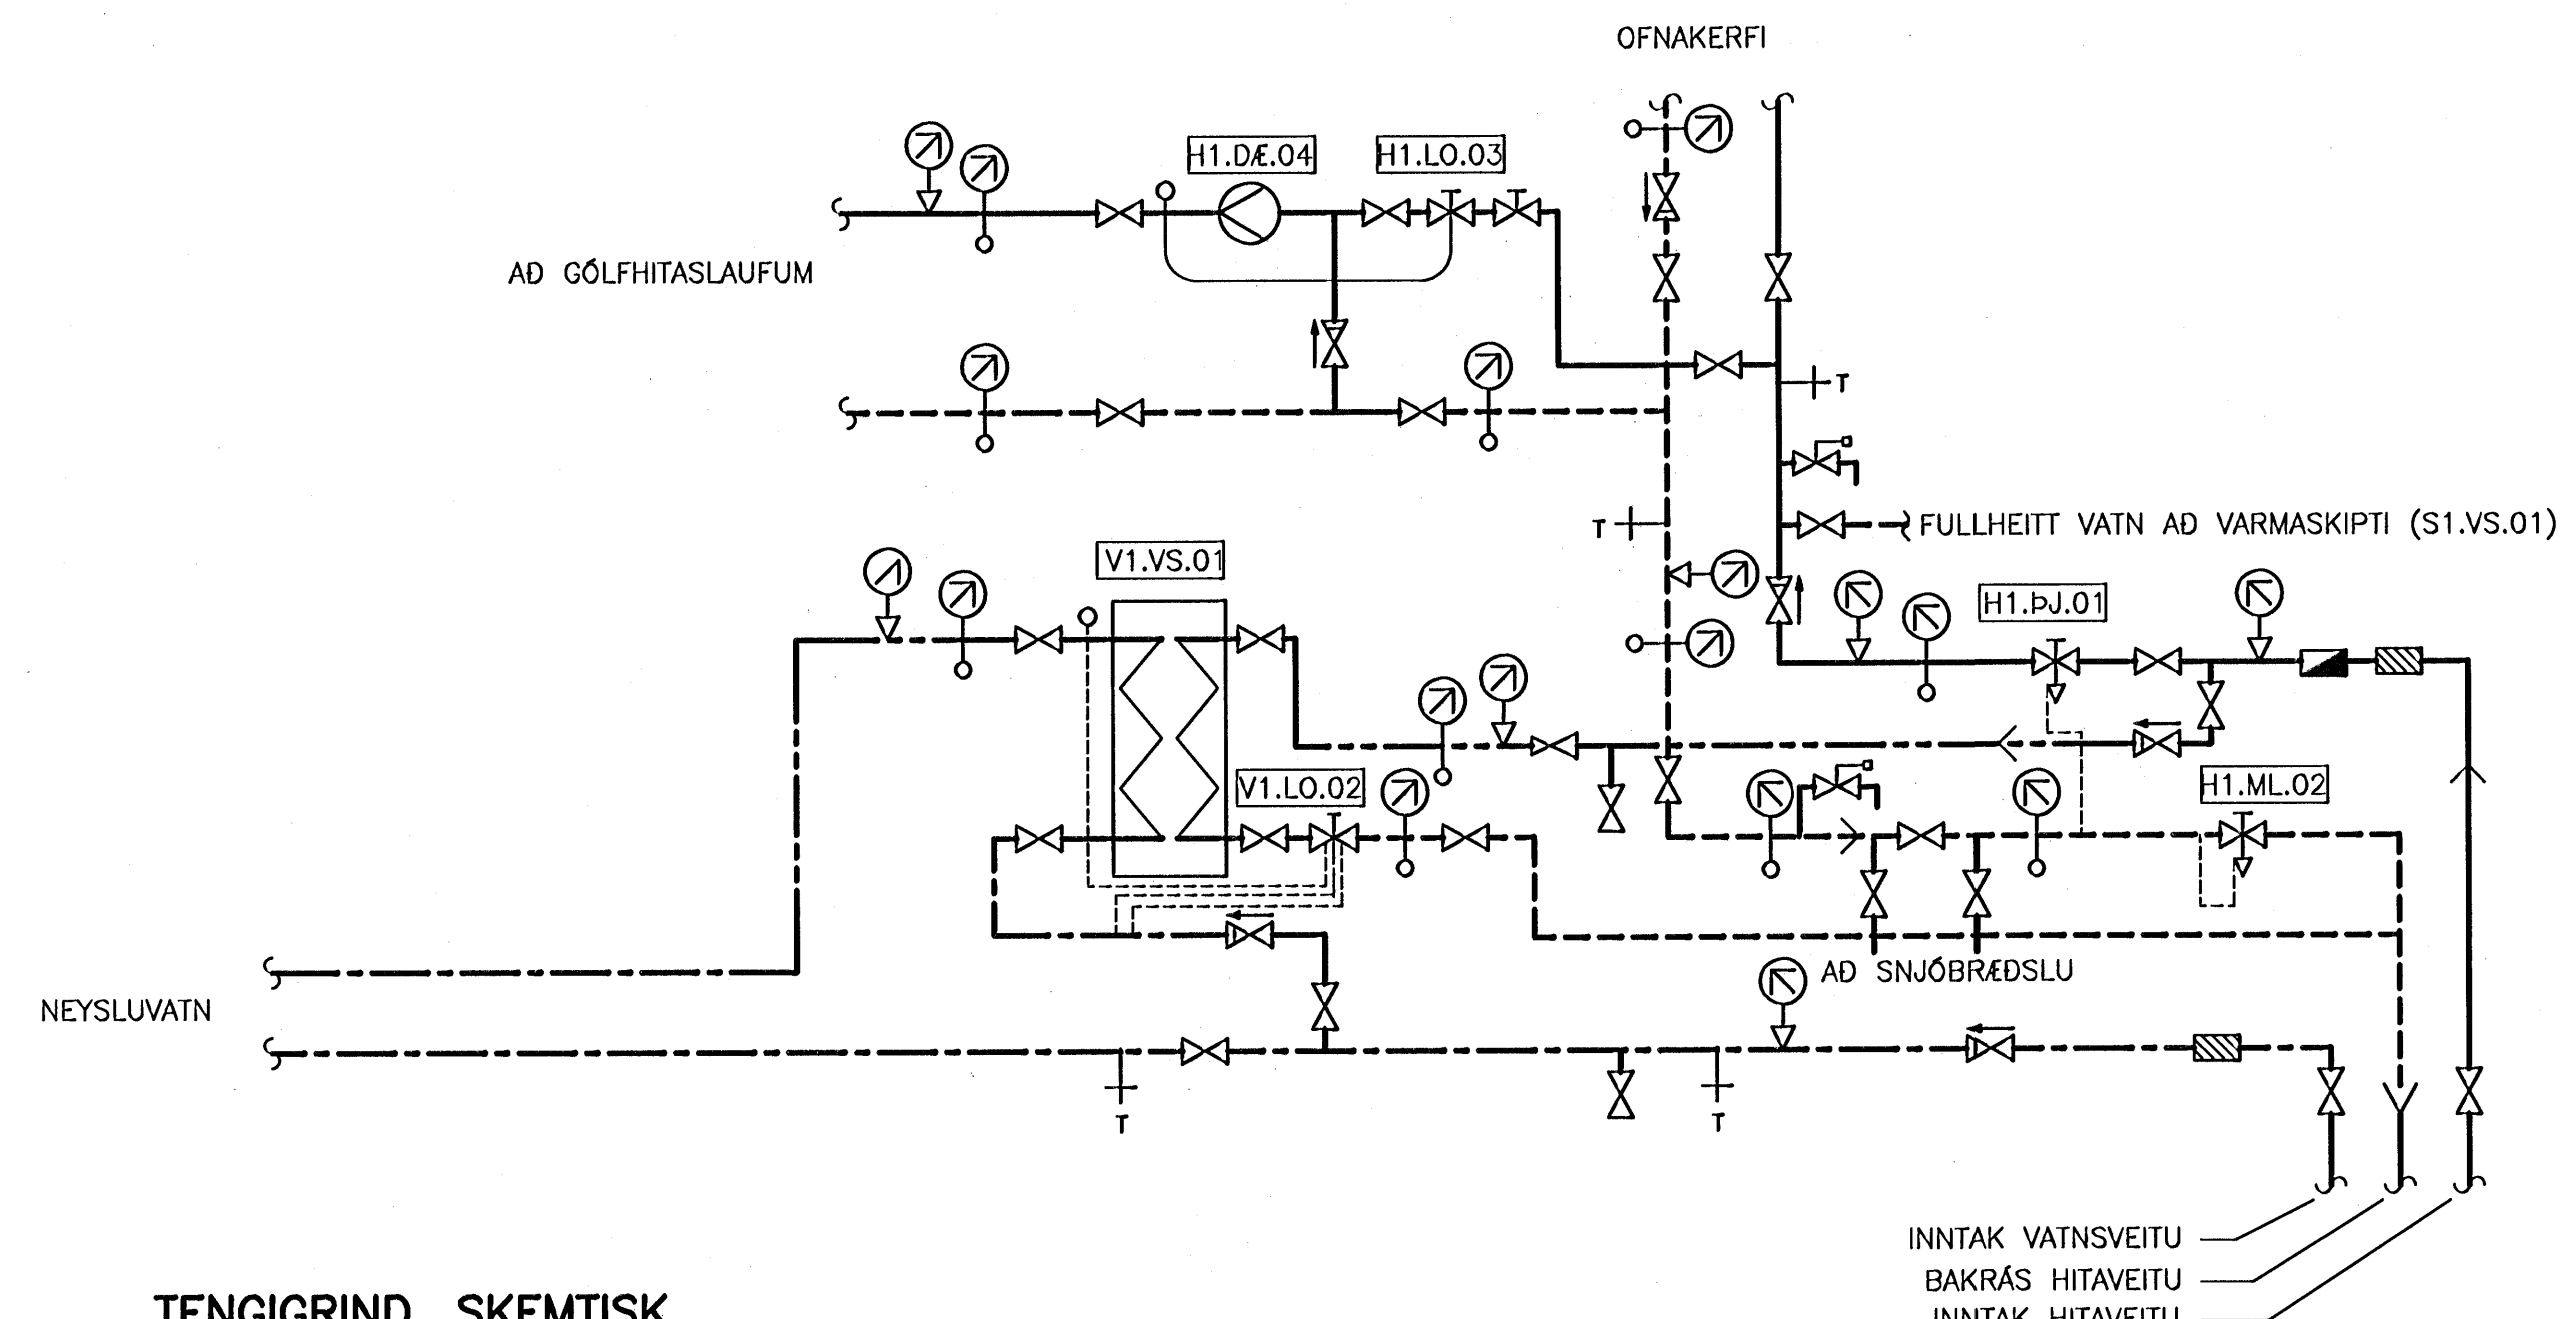 OFNAKERFI
H1.DÆ.04
H1.LO.03
AÐ GÓLFHITASLAUFUM
T
T
FULLHEITT VATN AÐ VARMASKIPTI (S1.VS.01)
V1.VS.01
H1.ÞJ.01
V1.LO.02
H1.ML.02
AÐ SNJÓBRÆÐSLU
NEYSLUVATN
T
T
INNTAK VATNSVEITU
BAKRÁS HITAVEITU
INNTAK HITAVEITU
TENGIGRIND SKEMTISK